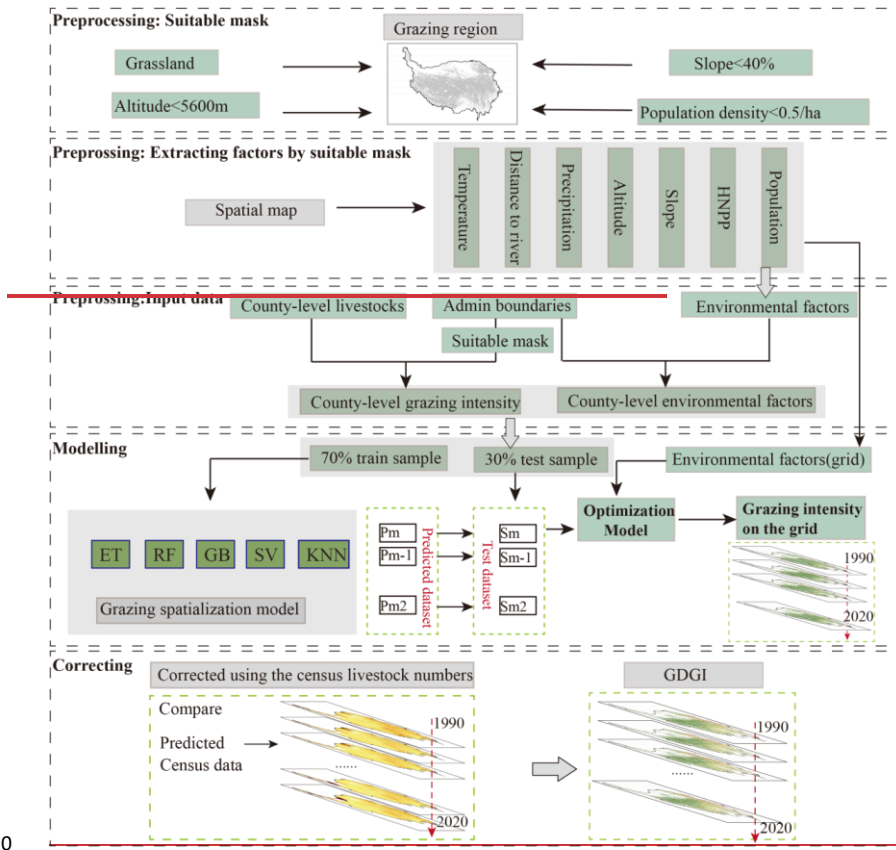 Preprocessing: Suitable mask
Grazing region
Grassland
Slope<40%
Altitude<5600m
Population density<0.5/ha
Preprossing: Extracting factors by suitable mask
Spatial map
Temperature
Distance to river
Precipitation
Altitude
Slope
HNPP
Population
Preprossing:Input data
County-level livestocks
Admin boundaries
Environmental factors
Suitable mask
County-level grazing intensity
County-level environmental factors
Modelling
70% train sample
30% test sample
Environmental factors(grid)
ET
RF
GB
SV
KNN
Grazing spatialization model
Pm
Pm-1
Pm2
Predicted dataset
Test dataset
Sm
Sm-1
Sm2
Optimization
Model
Grazing intensity
on the grid
1990
2020
Correcting
Corrected using the census livestock numbers
GDGI
Compare
Predicted
Census data
1990
......
2020
1990
......
2020
0